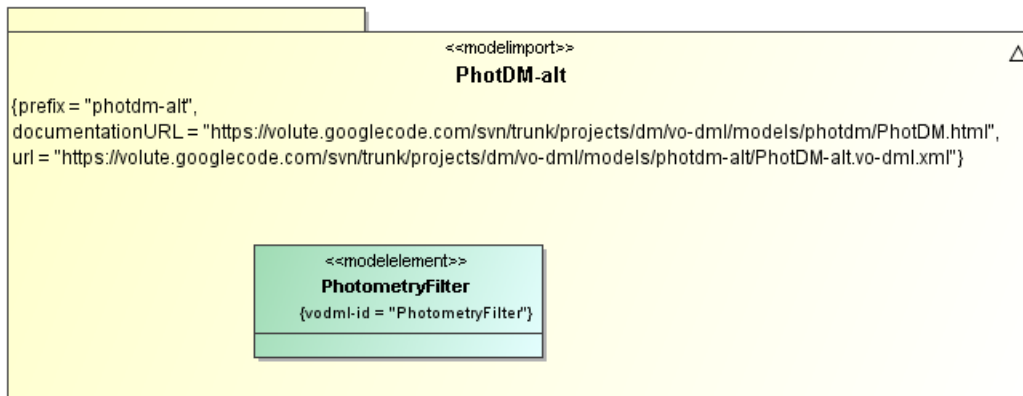 <<modelimport>>
PhotDM-alt
{prefix = "photdm-alt",
documentationURL = "https://volute.googlecode.com/svn/trunk/projects/dm/vo-dml/models/photdm/PhotDM.html",
url = "https://volute.googlecode.com/svn/trunk/projects/dm/vo-dml/models/photdm-alt/PhotDM-alt.vo-dml.xml"}
<<modelelement>>
PhotometryFilter
{vodml-id = "PhotometryFilter"}